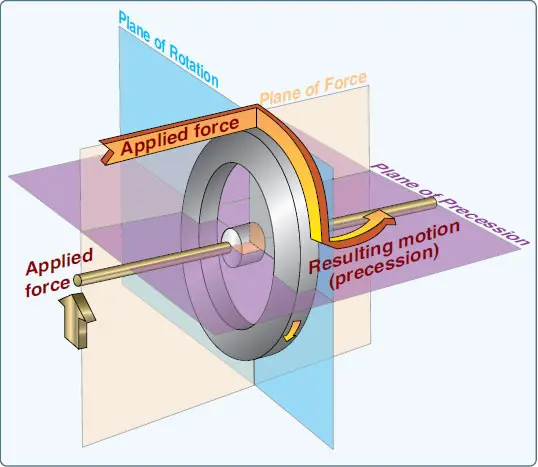 Plane of Rotation
Plane of Force
Applied force
Plane of Precession
Applied
force
Resulting motion
(precession)